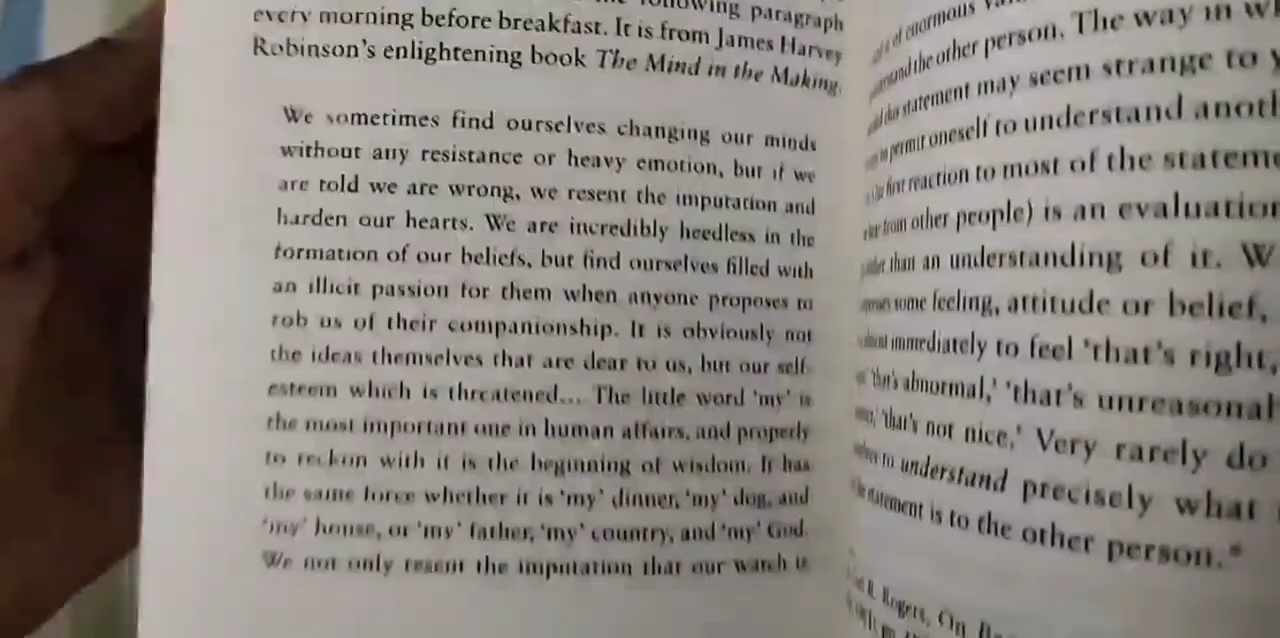 following paragraph
every morning before breakfast. It is from James Harvey
Robinson's enlightening book The Mind in the Making.
We sometimes find ourselves changing our minds
without any resistance or heavy emotion, but if we
are told we are wrong, we resent the imputation and
harden our hearts. We are incredibly heedless in the
formation of our beliefs, but find ourselves filled with
an illicit passion for them when anyone proposes to
rob us of their companionship. It is obviously not
the ideas themselves that are dear to us, but our self-
esteem which is threatened... The little word 'my' is
the most important one in human affairs, and properly
to reckon with it is the beginning of wisdom. It has
the same force whether it is 'my' dinner, 'my' dog, and
'my' house, or 'my' father, 'my' country, and 'my' God.
We not only resent the imputation that our watch is
of enormous
the other person. The way in
statement may seem strange to
permit oneself to understand
first reaction to most of the
from other people) is an
than an understanding of it.
some feeling, attitude or belief,
immediately to feel 'that's right,'
'that's abnormal,' 'that's
'that's not nice.' Very rarely do
to understand precisely what
statement is to the other person.*
R. Rogers, On